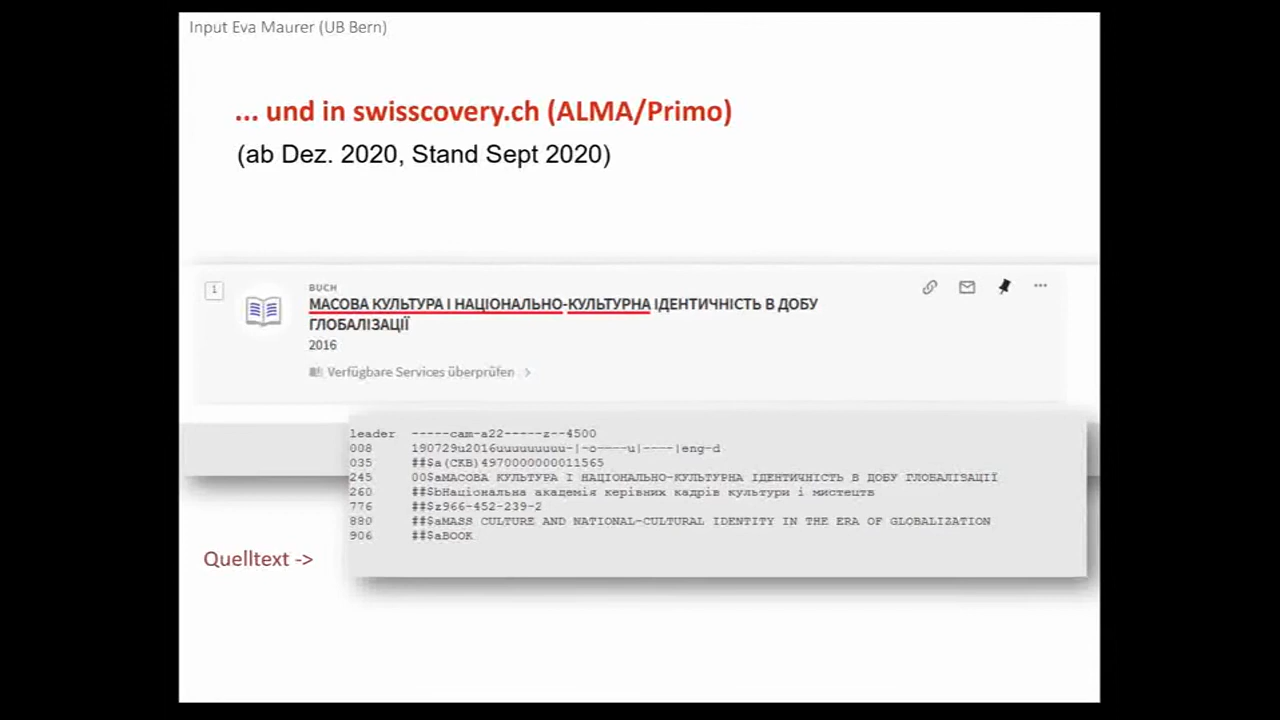 Input Eva Maurer (UB Bern)
... und in swisscovery.ch (ALMA/Primo)
(ab Dez. 2020, Stand Sept 2020)
1
BUCH
МАСОВА КУЛЬТУРА І НАЦІОНАЛЬНО-КУЛЬТУРНА ІДЕНТИЧНІСТЬ В ДОБУ
ГЛОБАЛІЗАЦІЇ
2016
Verfügbare Services überprüfen
leader -----cam-a22-----z--4500
008 190729u2016uuuuuuuuu-|-o----u|----|eng-d
035 ##$a(CKB)4970000000011565
245 00$aМАСОВА КУЛЬТУРА І НАЦІОНАЛЬНО-КУЛЬТУРНА ІДЕНТИЧНІСТЬ В ДОБУ ГЛОБАЛІЗАЦІЇ
260 ##$bНаціональна академія керівних кадрів культури і мистецтв
776 ##$z966-452-239-2
880 ##$aMASS CULTURE AND NATIONAL-CULTURAL IDENTITY IN THE ERA OF GLOBALIZATION
906 ##$aBOOK
Quelltext ->